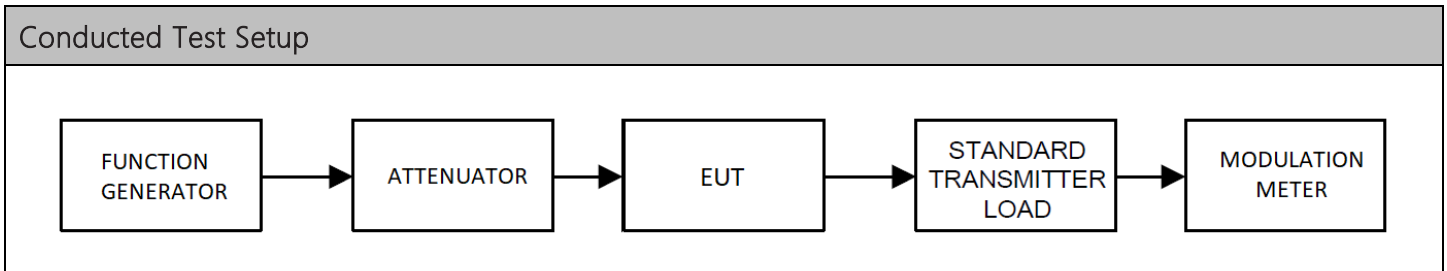 Conducted Test Setup
FUNCTION
GENERATOR
ATTENUATOR
EUT
STANDARD
TRANSMITTER
LOAD
MODULATION
METER